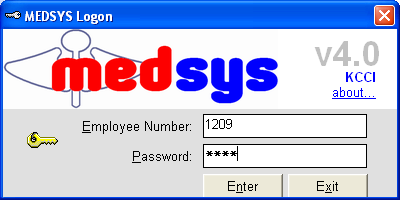 MEDSYS Logon
medsys
v4.0
KCCI
about...
Employee Number: 1209
Password: ****
Enter Exit